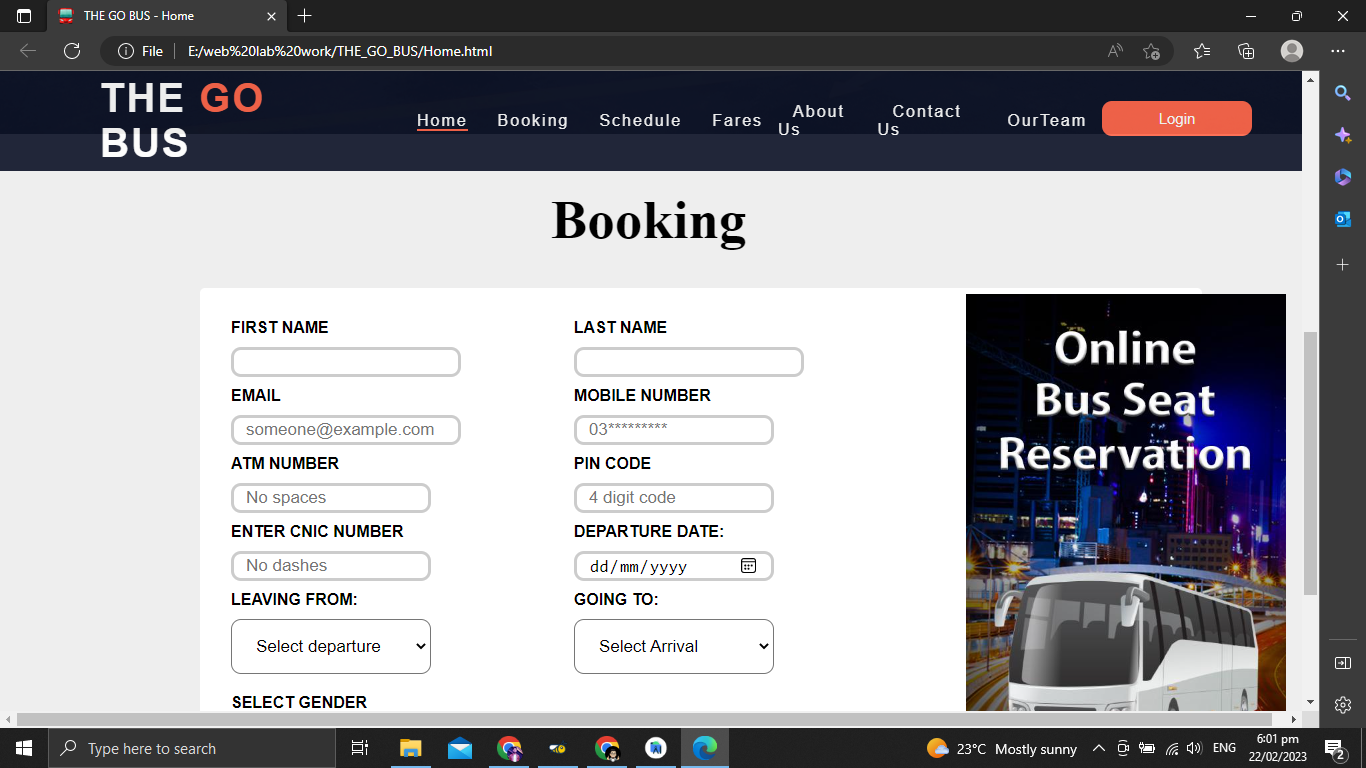 THE GO BUS - Home
File
E:/web%20lab%20work/THE_GO_BUS/Home.html
THE GO
BUS
Home
Booking
Schedule
Fares
About
Us
Contact
Us
OurTeam
Login
Booking
FIRST NAME
LAST NAME
EMAIL
MOBILE NUMBER
someone@example.com
03*********
ATM NUMBER
PIN CODE
No spaces
4 digit code
ENTER CNIC NUMBER
DEPARTURE DATE:
No dashes
dd/mm/yyyy
LEAVING FROM:
GOING TO:
Select departure
Select Arrival
SELECT GENDER
Online
Bus Seat
Reservation
Type here to search
23°C Mostly sunny
ENG
6:01 pm
22/02/2023
2